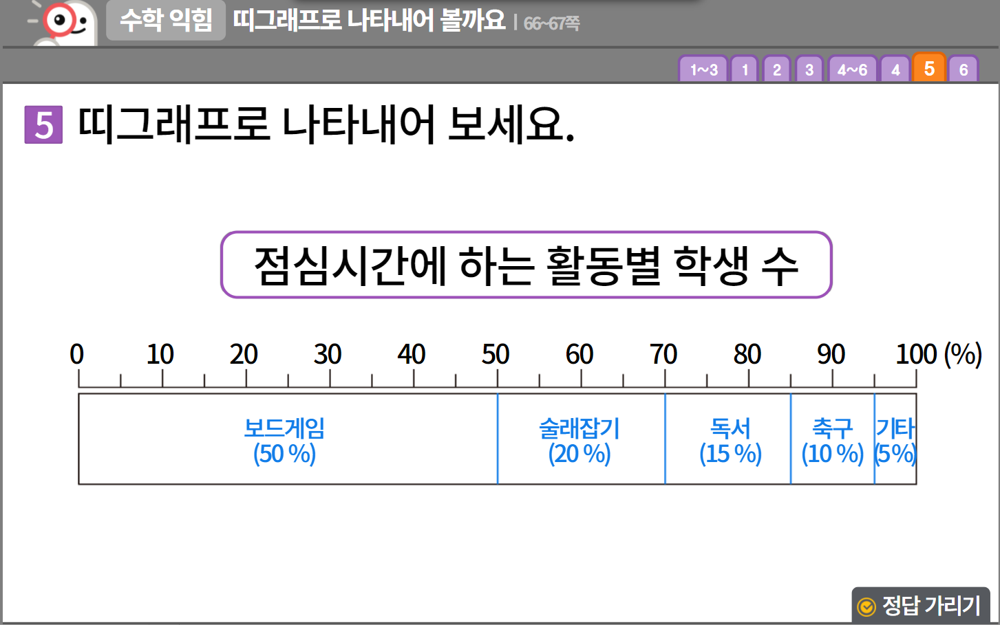 수학 익힘 띠그래프로 나타내어 볼까요 | 66~67쪽
1~3 1 2 3 4~6 4 5 6
5 띠그래프로 나타내어 보세요.
점심시간에 하는 활동별 학생 수
0 10 20 30 40 50 60 70 80 90 100 (%)
보드게임 술래잡기 독서 축구 기타
(50 %) (20 %) (15 %) (10 %) (5%)
정답 가리기